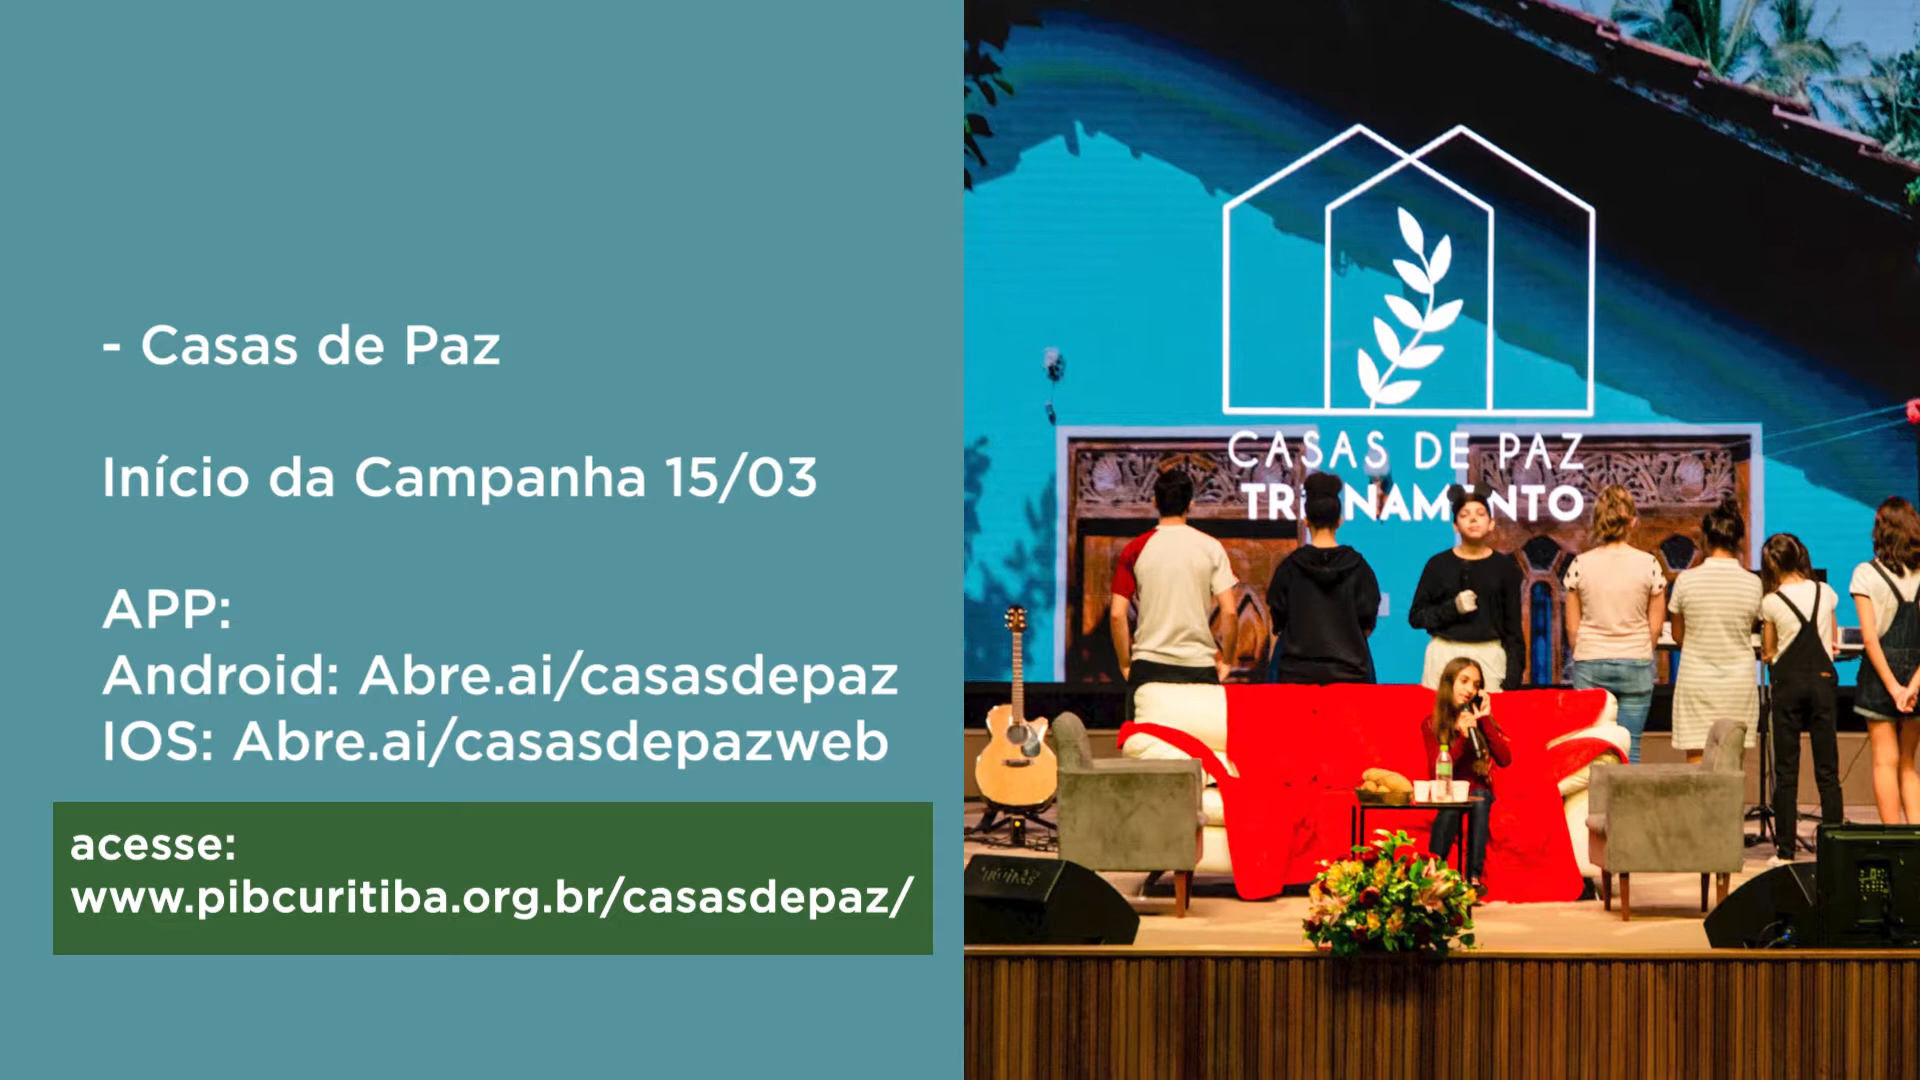 - Casas de Paz
Início da Campanha 15/03
APP:
Android: Abre.ai/casasdepaz
IOS: Abre.ai/casasdepazweb
acesse:
www.pibcuritiba.org.br/casasdepaz/
CASAS DE PAZ